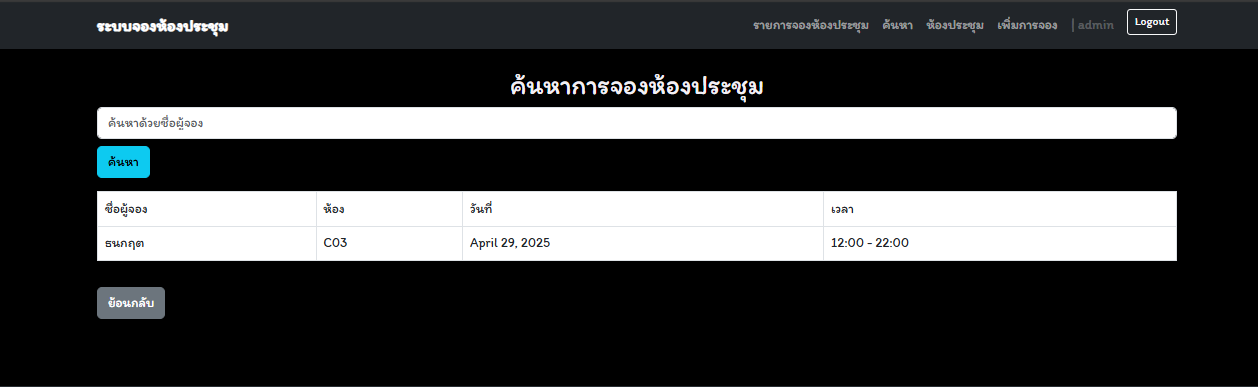 ระบบจองห้องประชุม รายการจองห้องประชุม ค้นหา ห้องประชุม เพิ่มการจอง | admin Logout
ค้นหาการจองห้องประชุม
ค้นหาด้วยชื่อผู้จอง
ค้นหา
ชื่อผู้จอง ห้อง วันที่ เวลา
ธนกฤต C03 April 29, 2025 12:00 - 22:00
ย้อนกลับ